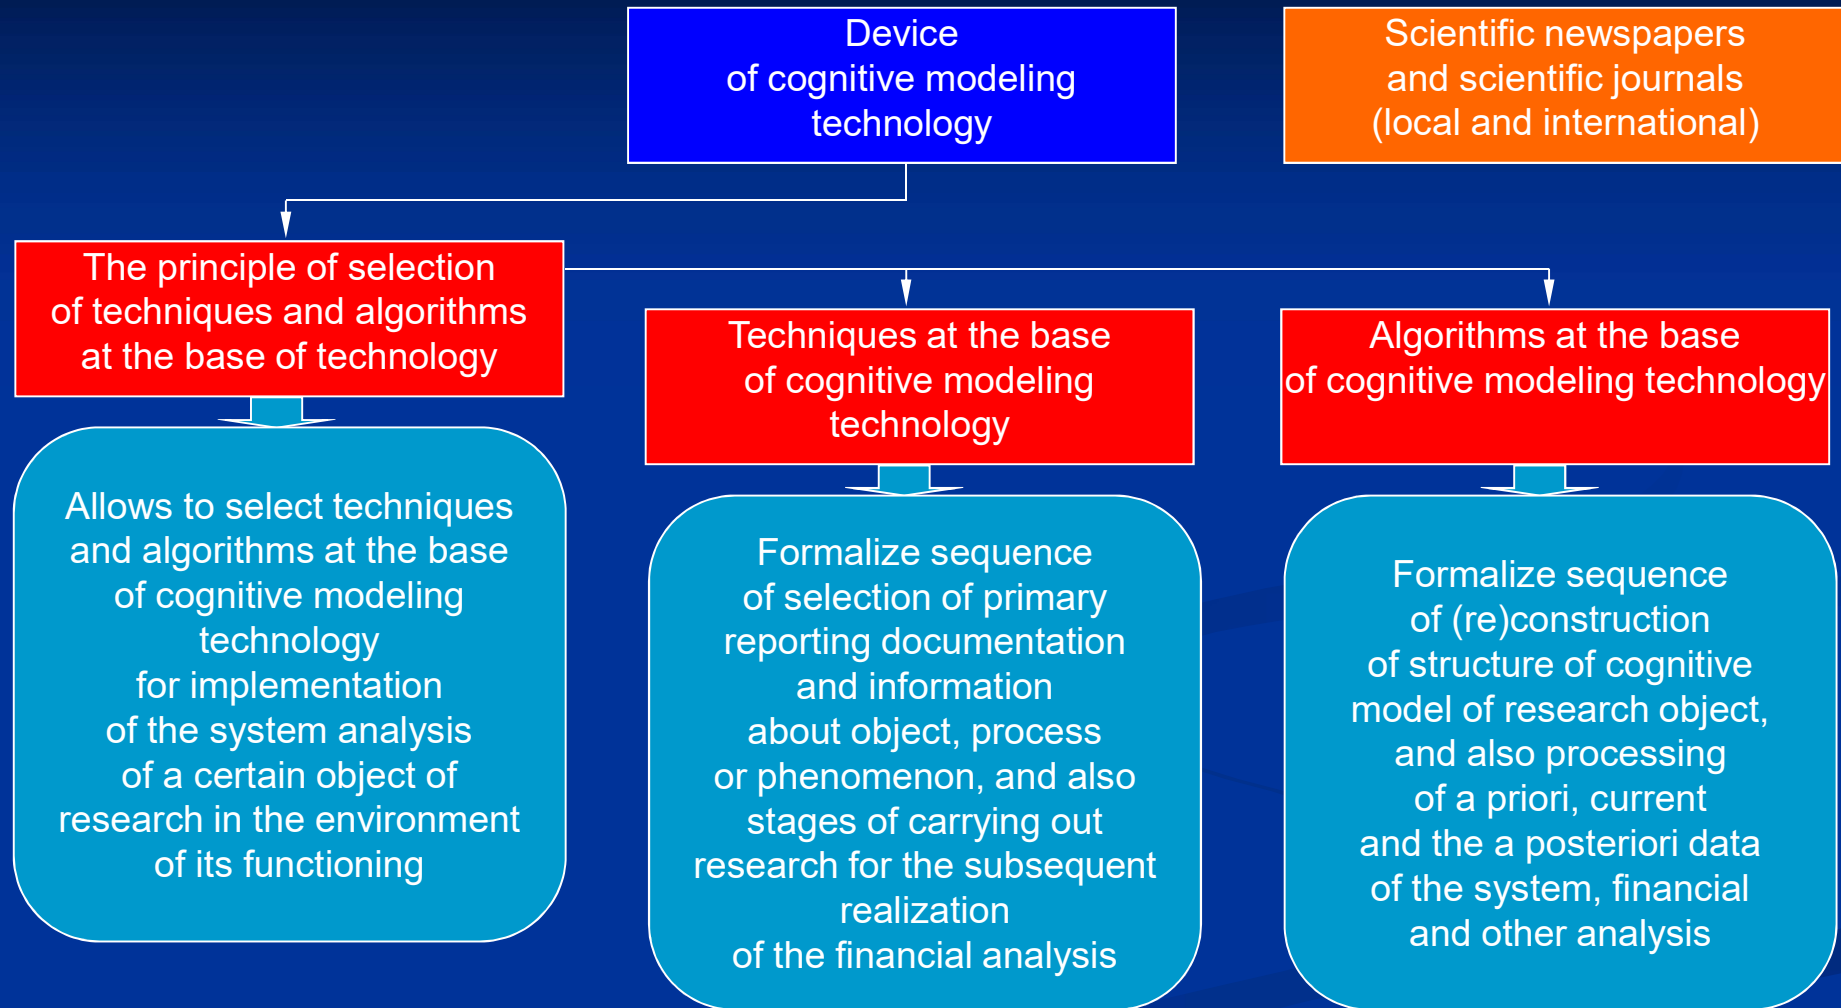 Device
of cognitive modeling
technology
Scientific newspapers
and scientific journals
(local and international)
The principle of selection
of techniques and algorithms
at the base of technology
Techniques at the base
of cognitive modeling
technology
Algorithms at the base
of cognitive modeling technology
Allows to select techniques
and algorithms at the base
of cognitive modeling
technology
for implementation
of the system analysis
of a certain object of
research in the environment
of its functioning
Formalize sequence
of selection of primary
reporting documentation
and information
about object, process
or phenomenon, and also
stages of carrying out
research for the subsequent
realization
of the financial analysis
Formalize sequence
of (re)construction
of structure of cognitive
model of research object,
and also processing
of a priori, current
and the a posteriori data
of the system, financial
and other analysis